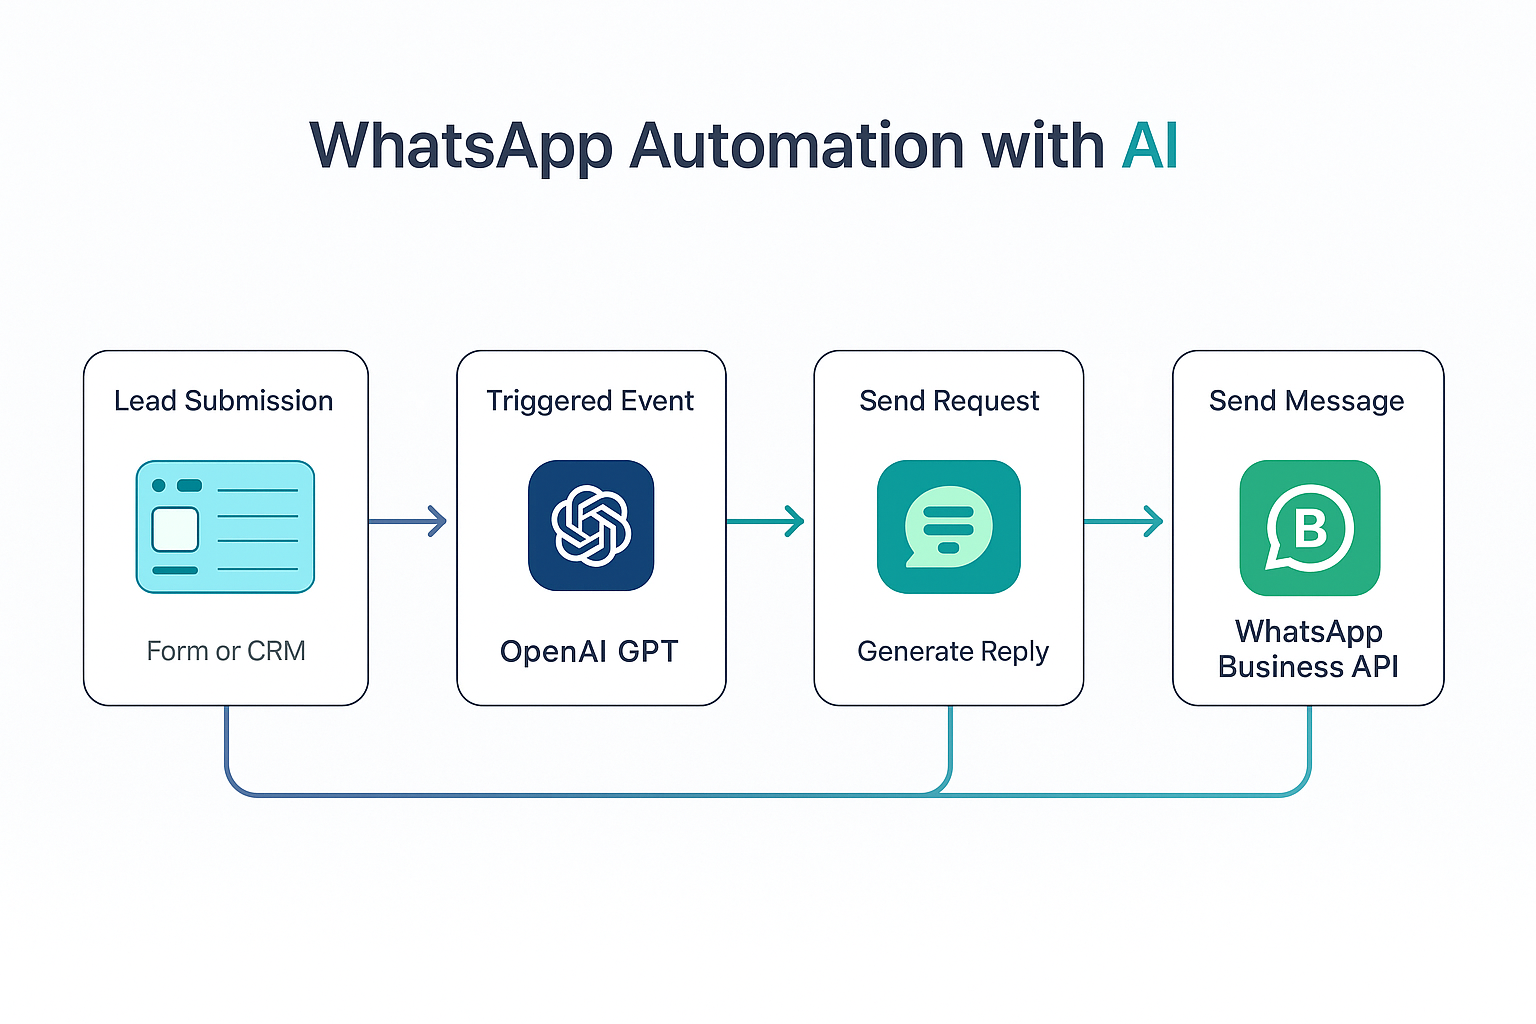 WhatsApp Automation with AI
Lead Submission
Form or CRM
Triggered Event
OpenAI GPT
Send Request
Generate Reply
Send Message
B
WhatsApp
Business API